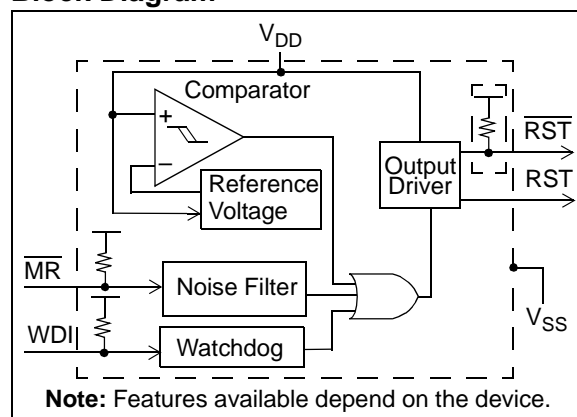 Block Diagram
VDD
Comparator
+
−
Reference
Voltage
Output
Driver
RST
RST
MR
Noise Filter
WDI
Watchdog
VSS
Note: Features available depend on the device.